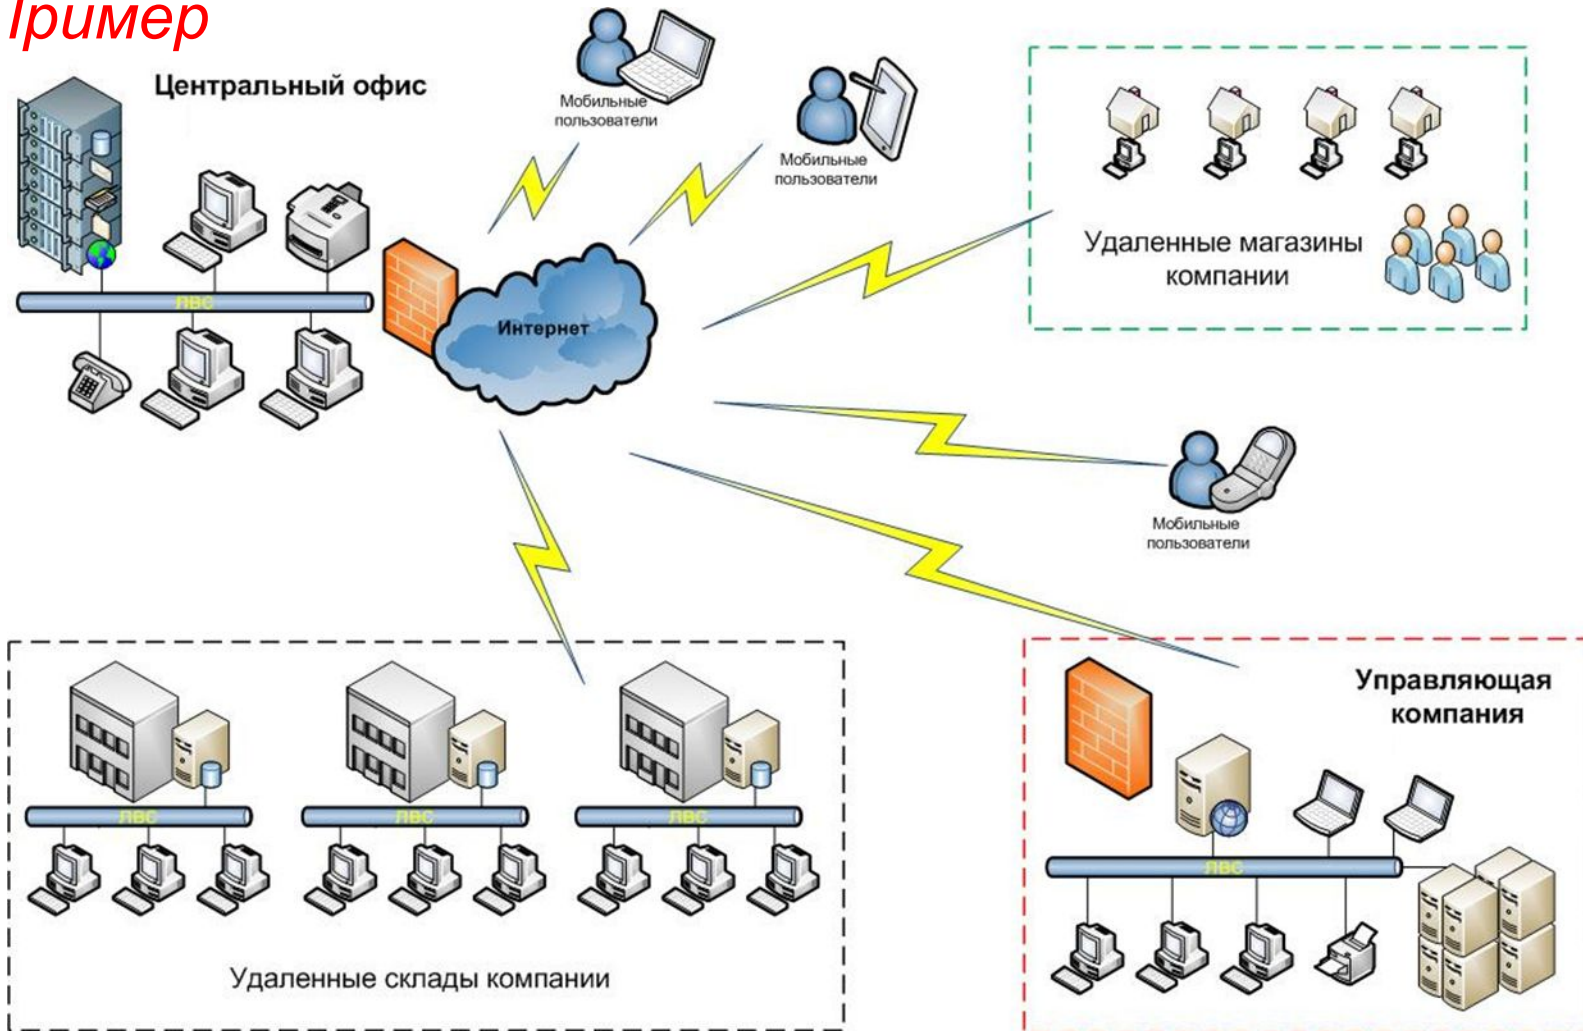 Пример
Центральный офис
Мобильные
пользователи
Мобильные
пользователи
Удаленные магазины
компании
ЛВС
Интернет
Мобильные
пользователи
Управляющая
компания
ЛВС
ЛВС
ЛВС
ЛВС
Удаленные склады компании